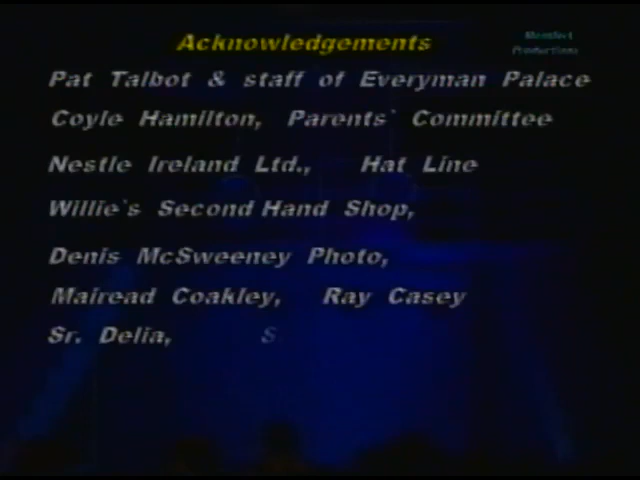 Acknowledgements
Pat Talbot & staff of Everyman Palace
Coyle Hamilton, Parents` Committee
Nestle Ireland Ltd., Hat Line
Willie`s Second Hand Shop,
Denis McSweeney Photo,
Mairead Coakley, Ray Casey
Sr. Delia, S
Productions